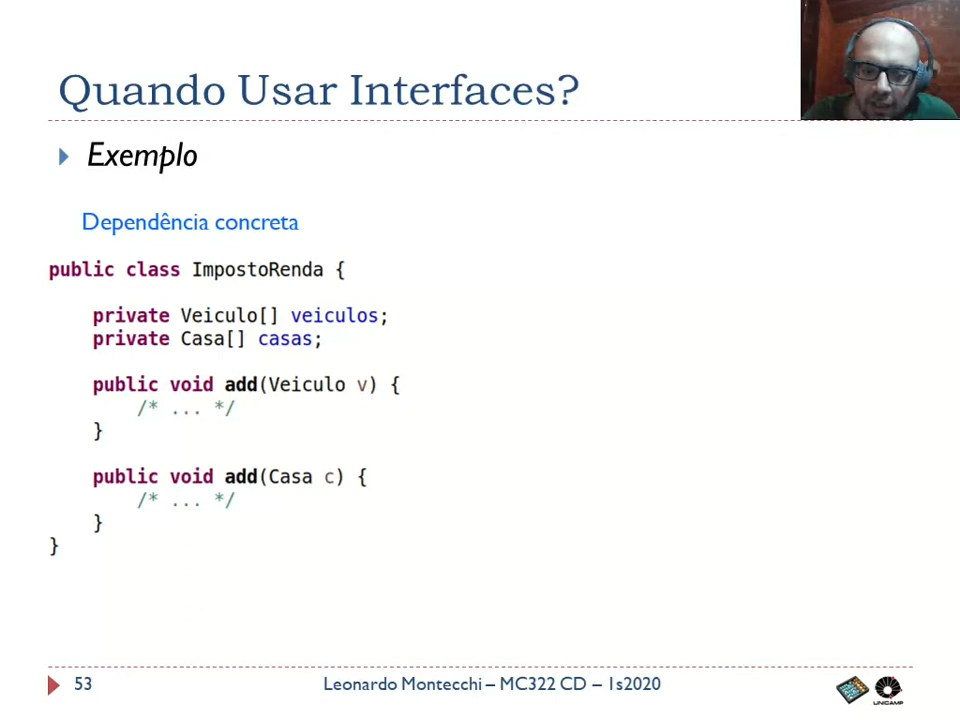 Quando Usar Interfaces?
Exemplo
Dependência concreta
public class ImpostoRenda {
private Veiculo[] veiculos;
private Casa[] casas;
public void add(Veiculo v) {
/* ... */
}
public void add(Casa c) {
/* ... */
}
}
53
Leonardo Montecchi – MC322 CD – 1s2020
UNICAMP